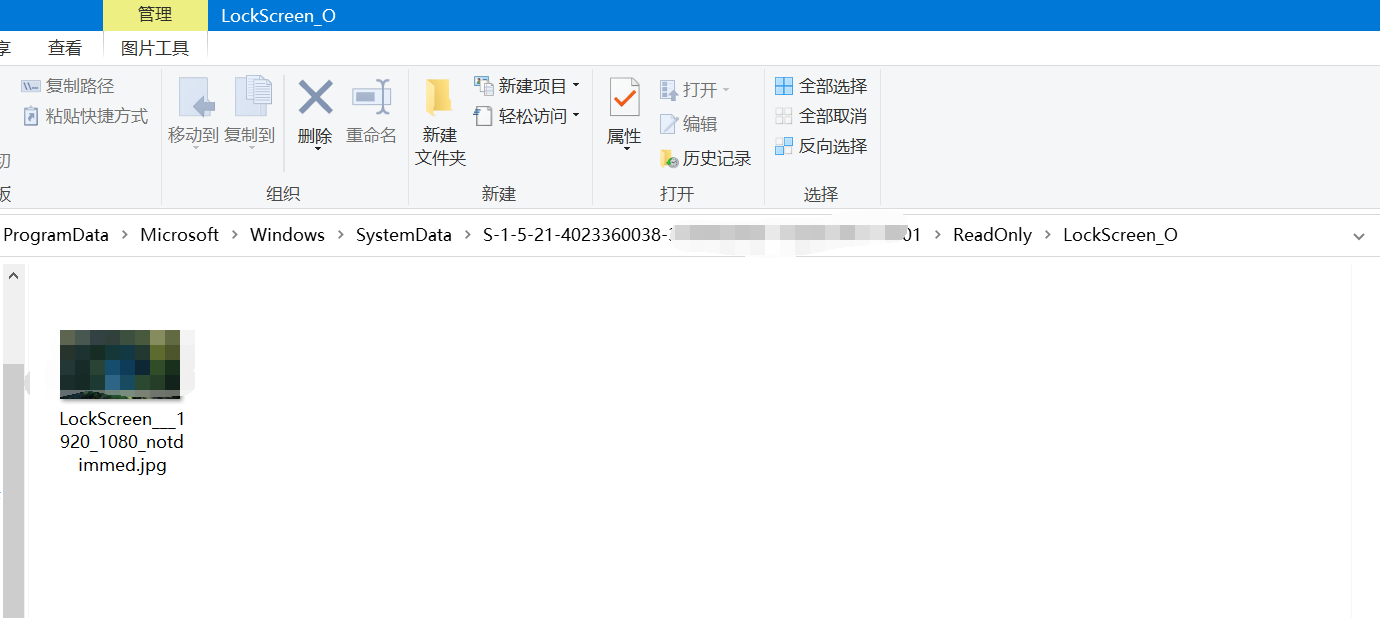 管理
LockScreen_O
享
查看
图片工具
复制路径
粘贴快捷方式
切
板
移动到
复制到
删除
重命名
组织
新建
文件夹
新建项目
轻松访问
新建
属性
打开
编辑
历史记录
打开
全部选择
全部取消
反向选择
选择
ProgramData > Microsoft > Windows > SystemData > S-1-5-21-4023360038- 01 > ReadOnly > LockScreen_O
LockScreen___1
920_1080_notd
immed.jpg